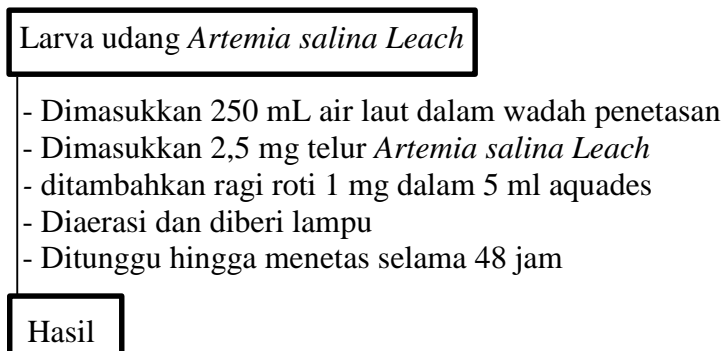 Larva udang Artemia salina Leach
- Dimasukkan 250 mL air laut dalam wadah penetasan
- Dimasukkan 2,5 mg telur Artemia salina Leach
- ditambahkan ragi roti 1 mg dalam 5 ml aquades
- Diaerasi dan diberi lampu
- Ditunggu hingga menetas selama 48 jam
Hasil